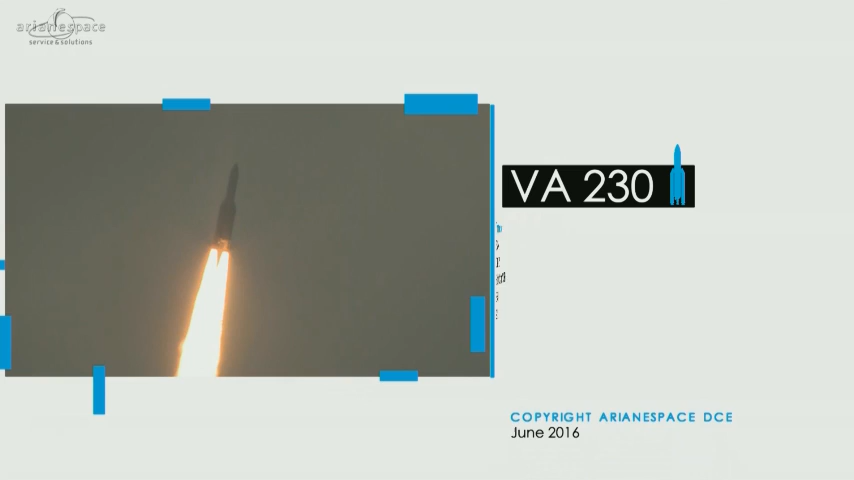 arianespace
service & solutions
VA 230
COPYRIGHT ARIANESPACE DCE
June 2016